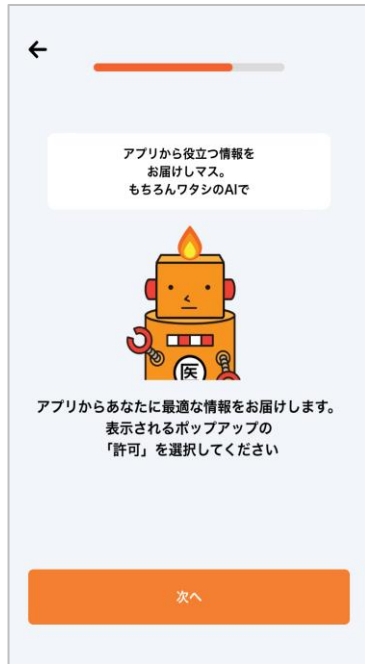 アプリから役立つ情報を
お届けしマス。
もちろんワタシのAIで
医
アプリからあなたに最適な情報をお届けします。
表示されるポップアップの
「許可」を選択してください
次へ